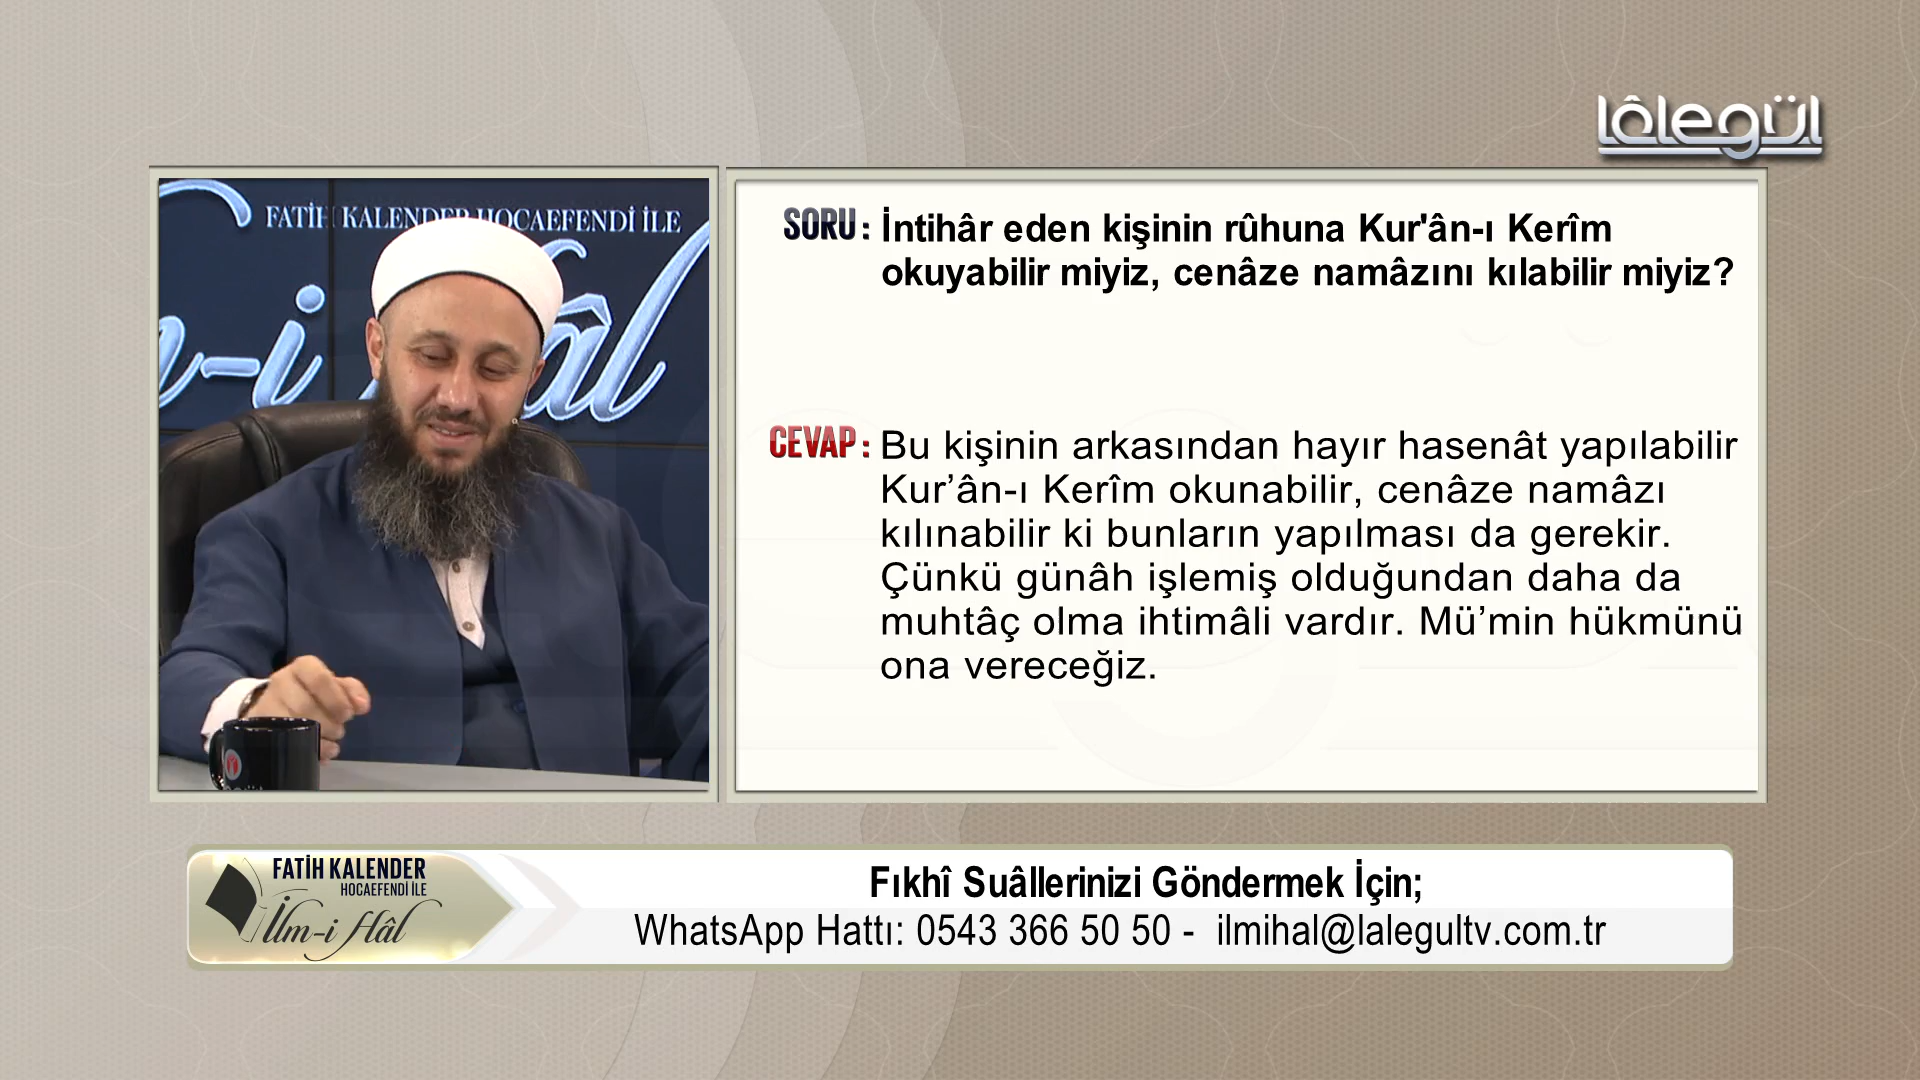 lâlegül
FATİH KALENDER HOCAEFENDİ İLE
m-i Hâl
SORU : İntihâr eden kişinin rûhuna Kur'ân-ı Kerîm
okuyabilir miyiz, cenâze namâzını kılabilir miyiz?
CEVAP : Bu kişinin arkasından hayır hasenât yapılabilir
Kur’ân-ı Kerîm okunabilir, cenâze namâzı
kılınabilir ki bunların yapılması da gerekir.
Çünkü günâh işlemiş olduğundan daha da
muhtâç olma ihtimâli vardır. Mü’min hükmünü
ona vereceğiz.
FATİH KALENDER
HOCAEFENDİ İLE
İlm-i Hâl
Fıkhî Suâllerinizi Göndermek İçin;
WhatsApp Hattı: 0543 366 50 50 - ilmihal@lalegultv.com.tr